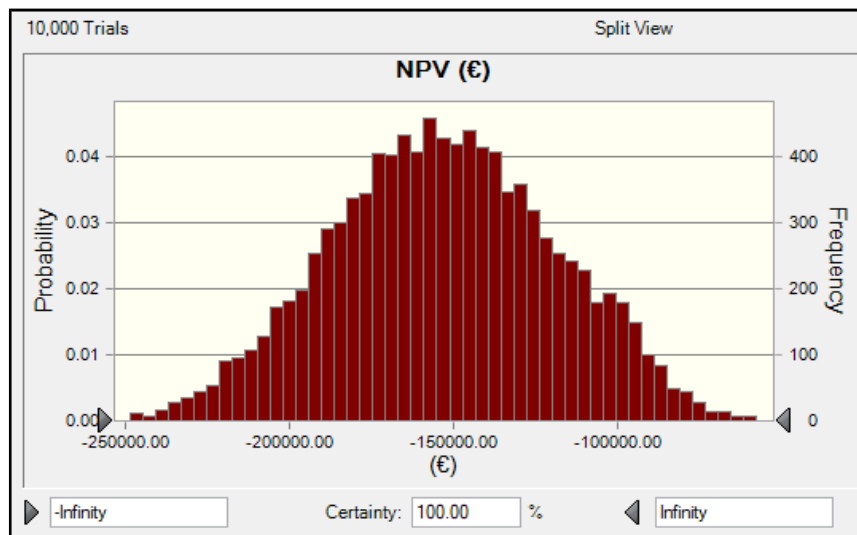 10,000 Trials Split View
NPV (€)
Probability
0.04
0.03
0.02
0.01
0.00
400
300
200
100
0
Frequency
-250000.00 -200000.00 -150000.00 -100000.00
(€)
-Infinity Certainty: 100.00 % Infinity